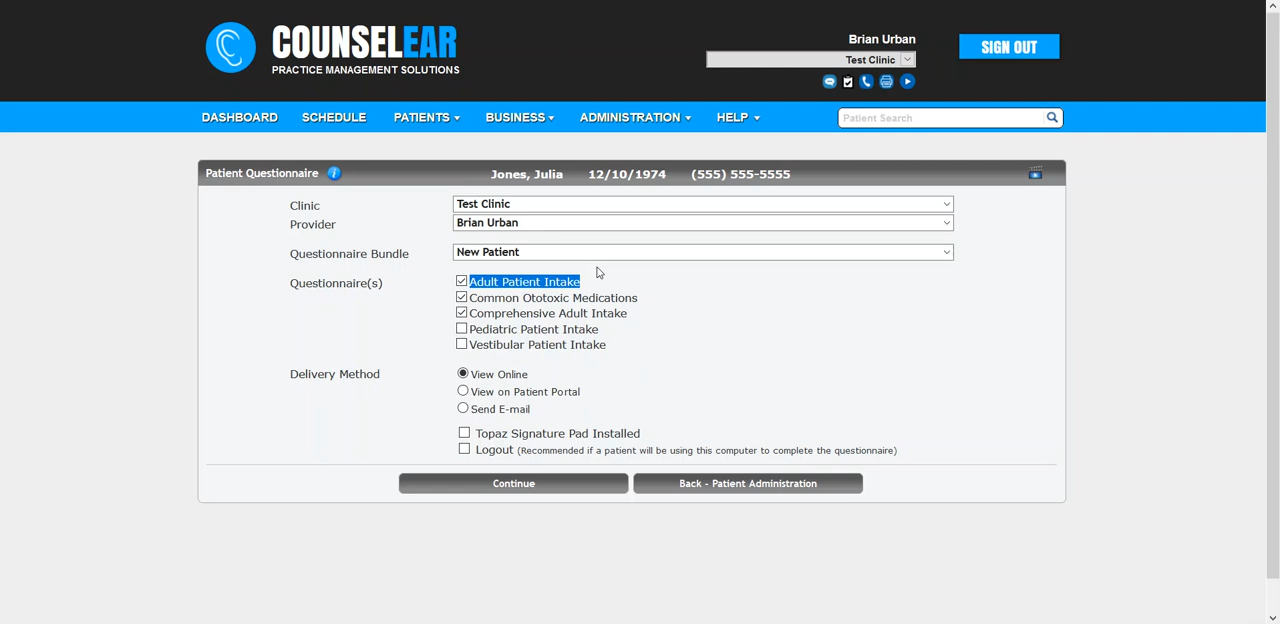 COUNSELEAR
PRACTICE MANAGEMENT SOLUTIONS
Brian Urban
Test Clinic
SIGN OUT
DASHBOARD SCHEDULE PATIENTS BUSINESS ADMINISTRATION HELP Patient Search
Patient Questionnaire i Jones, Julia 12/10/1974 (555) 555-5555
Clinic Test Clinic
Provider Brian Urban
Questionnaire Bundle New Patient
Questionnaire(s) Adult Patient Intake
Common Ototoxic Medications
Comprehensive Adult Intake
Pediatric Patient Intake
Vestibular Patient Intake
Delivery Method View Online
View on Patient Portal
Send E-mail
Topaz Signature Pad Installed
Logout (Recommended if a patient will be using this computer to complete the questionnaire)
Continue Back - Patient Administration